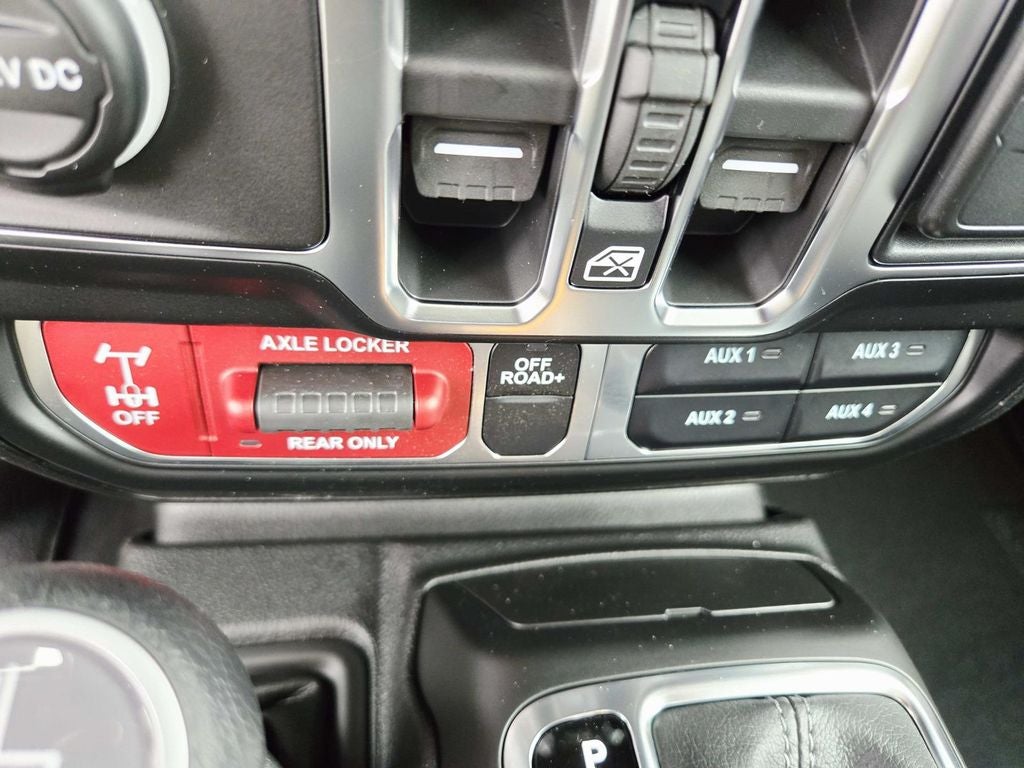 V DC
AXLE LOCKER
OFF
REAR ONLY
OFF
ROAD+
AUX 1
AUX 3
AUX 2
AUX 4
P